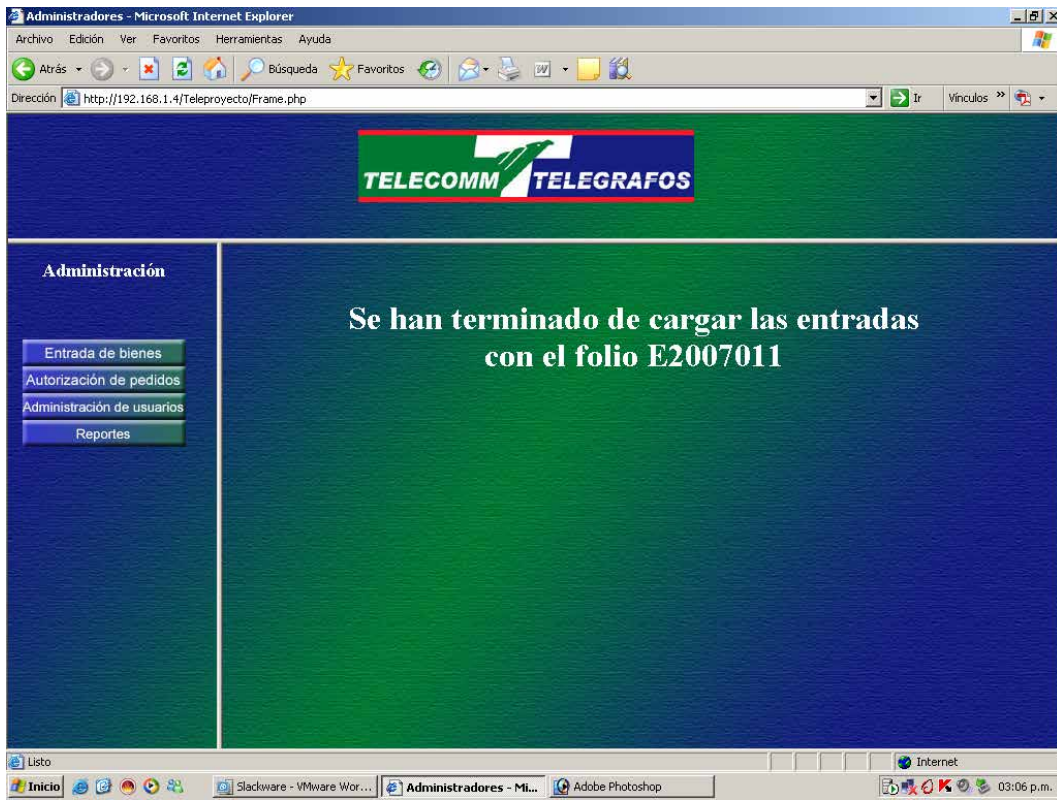 Administradores - Microsoft Internet Explorer
Archivo Edición Ver Favoritos Herramientas Ayuda
Atrás Búsqueda Favoritos
Dirección http://192.168.1.4/Teleproyecto/Frame.php Ir Vínculos »
TELECOMM TELEGRAFOS
Administración
Se han terminado de cargar las entradas
con el folio E2007011
Entrada de bienes
Autorización de pedidos
Administración de usuarios
Reportes
Listo Internet
Inicio Slackware - VMware Wor... Administradores - Mi... Adobe Photoshop 03:06 p.m.